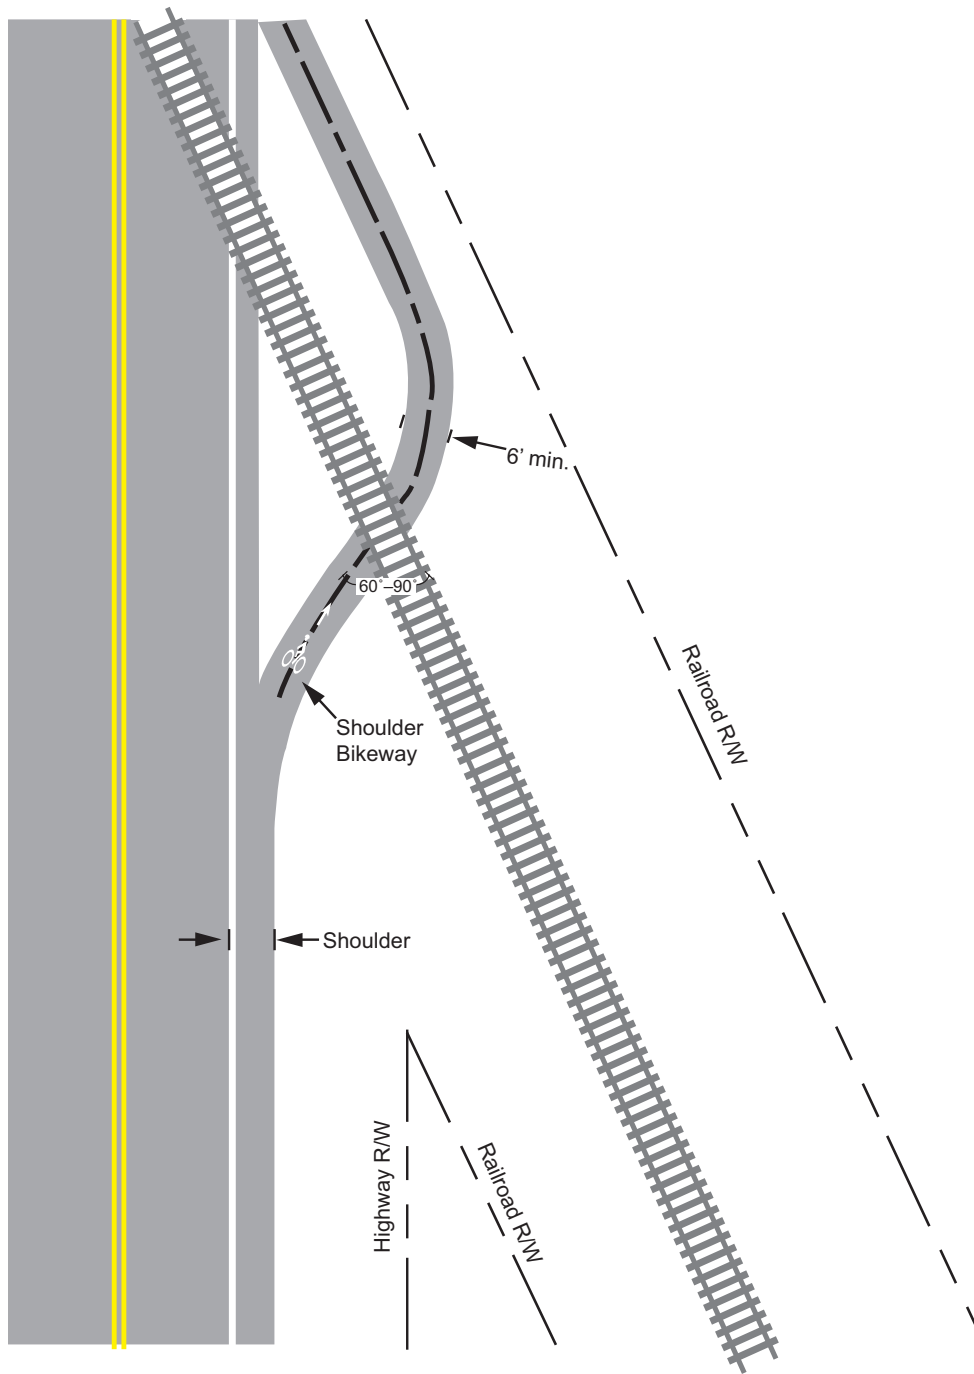 6’ min.
60˚–90˚
Railroad R/W
Shoulder
Bikeway
Shoulder
Highway R/W
Railroad R/W